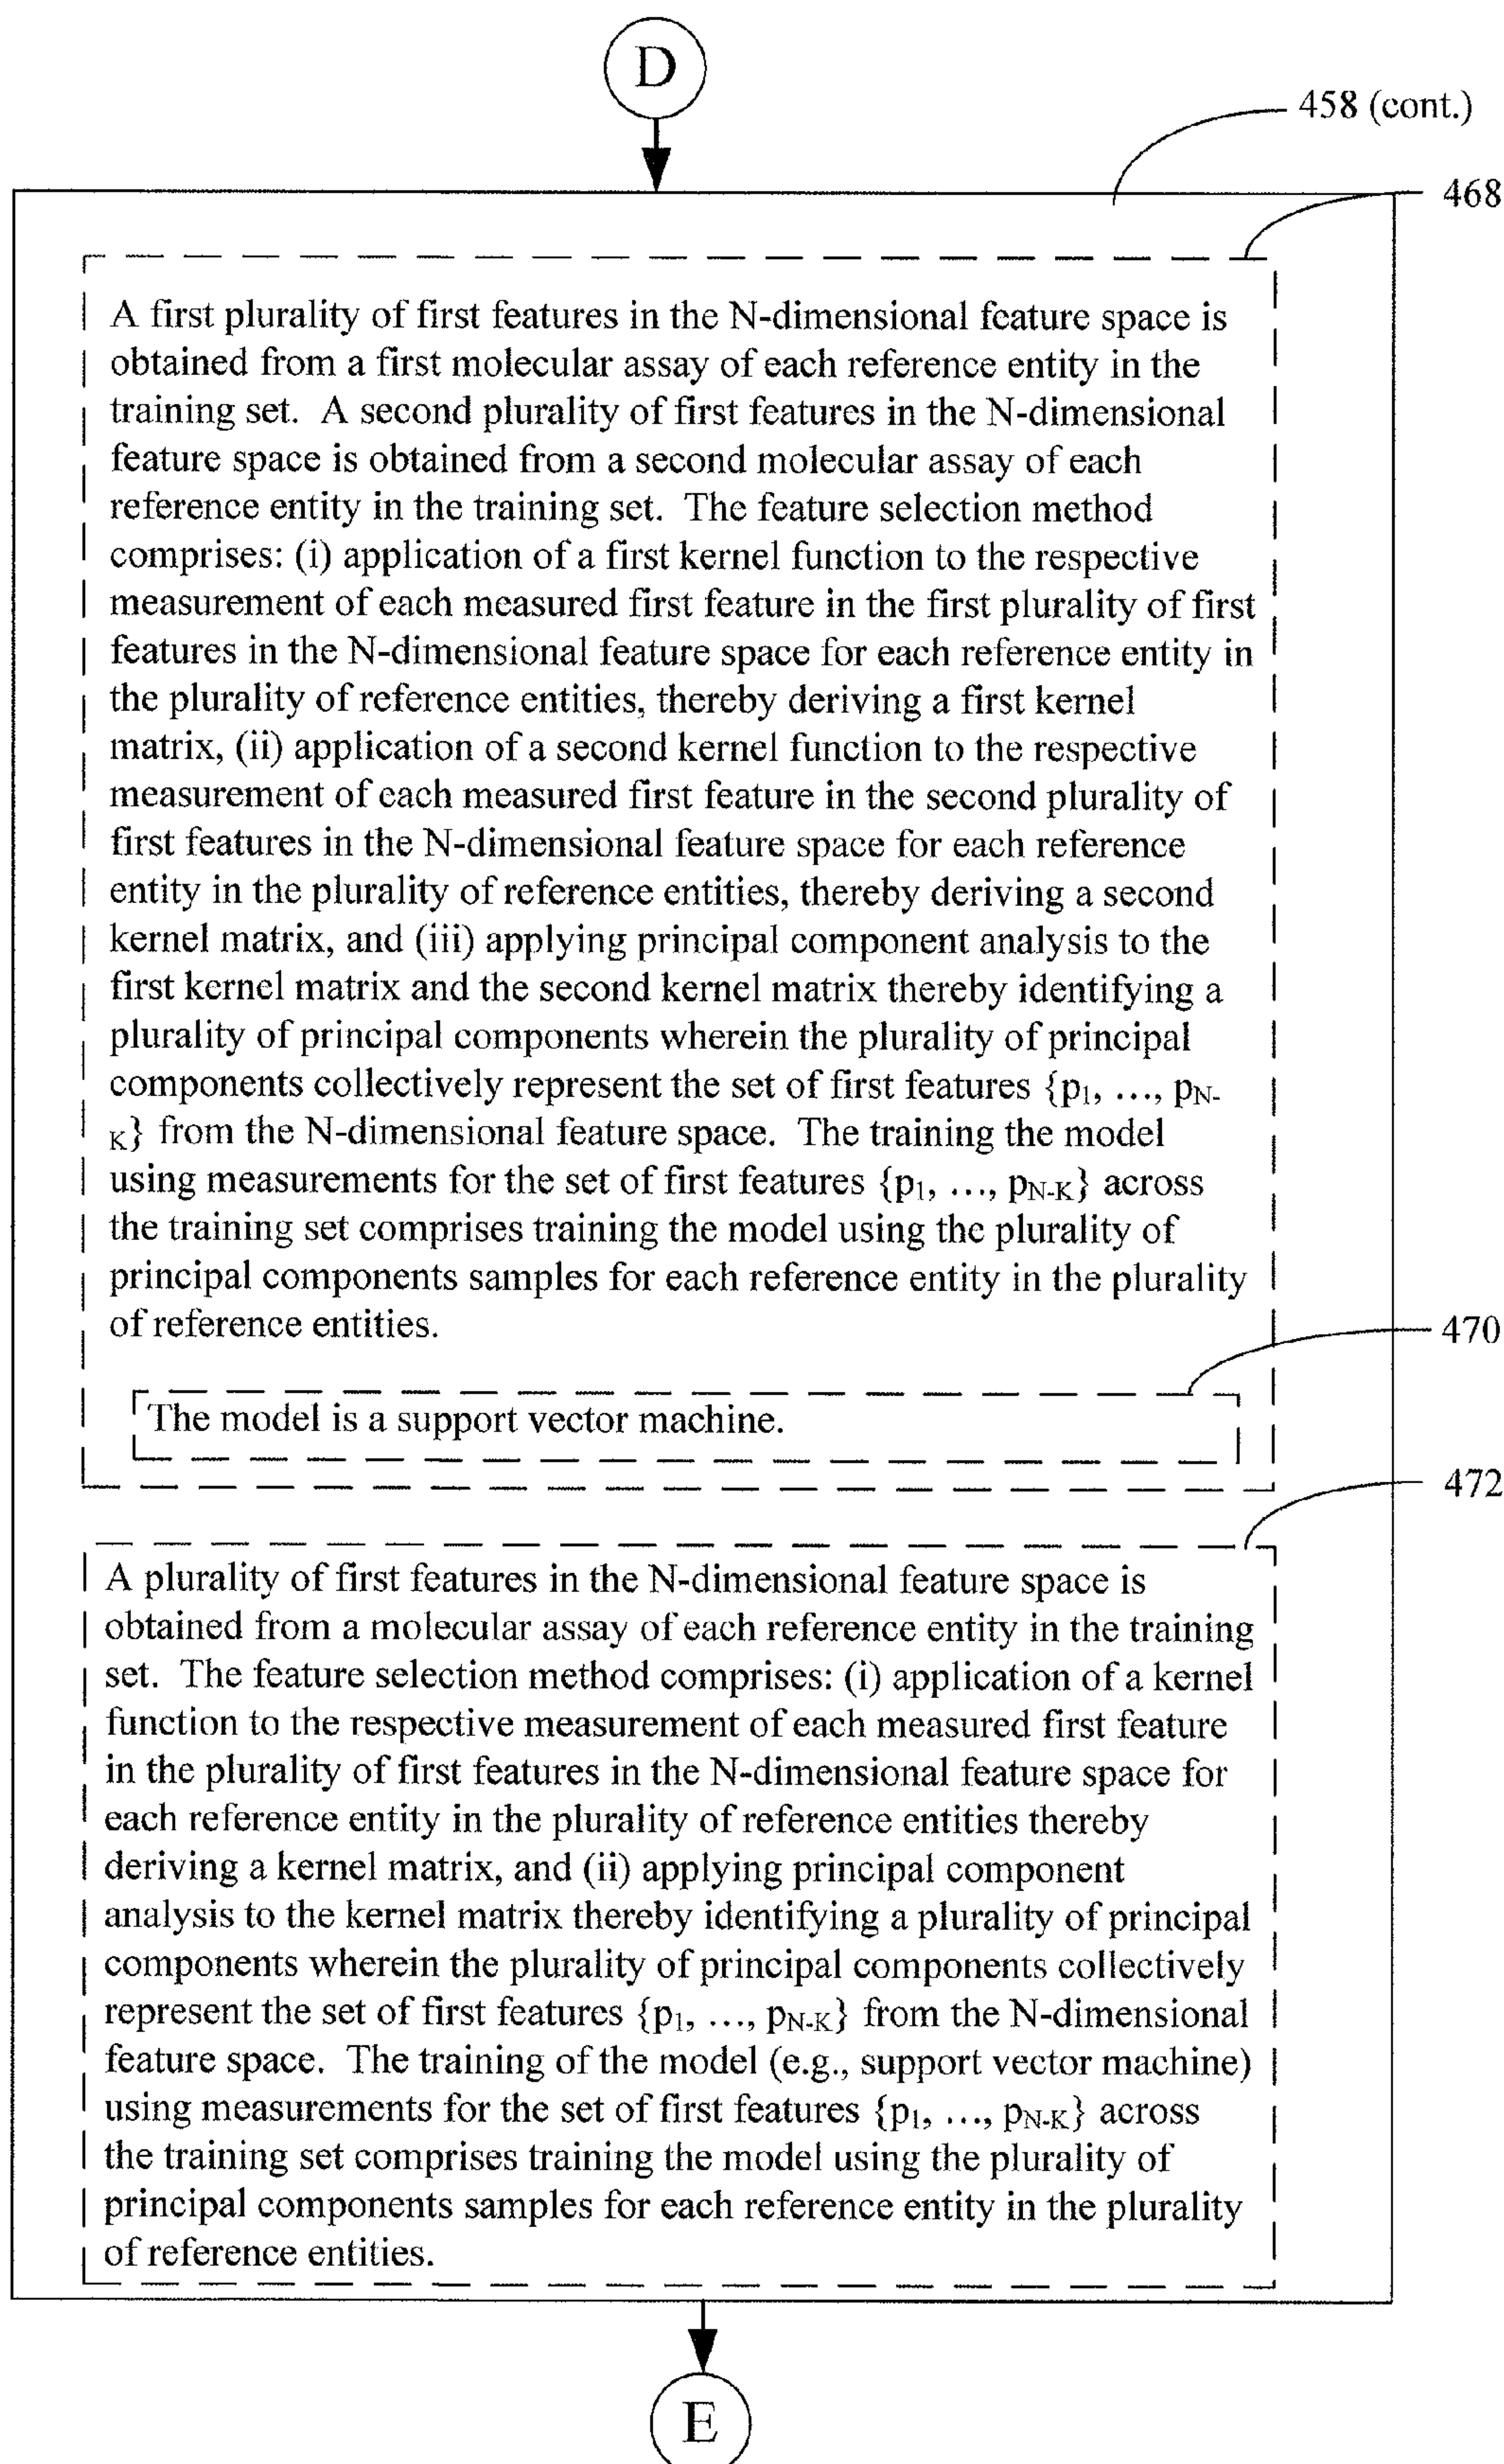 D
458 (cont.)
468
A first plurality of first features in the N-dimensional feature space is
obtained from a first molecular assay of each reference entity in the
training set.  A second plurality of first features in the N-dimensional
feature space is obtained from a second molecular assay of each
reference entity in the training set.  The feature selection method
comprises: (i) application of a first kernel function to the respective
measurement of each measured first feature in the first plurality of first
features in the N-dimensional feature space for each reference entity in
the plurality of reference entities, thereby deriving a first kernel
matrix, (ii) application of a second kernel function to the respective
measurement of each measured first feature in the second plurality of
first features in the N-dimensional feature space for each reference
entity in the plurality of reference entities, thereby deriving a second
kernel matrix, and (iii) applying principal component analysis to the
first kernel matrix and the second kernel matrix thereby identifying a
plurality of principal components wherein the plurality of principal
components collectively represent the set of first features {p1, …, pN-
K} from the N-dimensional feature space.  The training the model
using measurements for the set of first features {p1, …, pN-K} across
the training set comprises training the model using the plurality of
principal components samples for each reference entity in the plurality
of reference entities.
470
The model is a support vector machine.
472
A plurality of first features in the N-dimensional feature space is
obtained from a molecular assay of each reference entity in the training
set.  The feature selection method comprises: (i) application of a kernel
function to the respective measurement of each measured first feature
in the plurality of first features in the N-dimensional feature space for
each reference entity in the plurality of reference entities thereby
deriving a kernel matrix, and (ii) applying principal component
analysis to the kernel matrix thereby identifying a plurality of principal
components wherein the plurality of principal components collectively
represent the set of first features {p1, …, pN-K} from the N-dimensional
feature space.  The training of the model (e.g., support vector machine)
using measurements for the set of first features {p1, …, pN-K} across
the training set comprises training the model using the plurality of
principal components samples for each reference entity in the plurality
of reference entities.
E